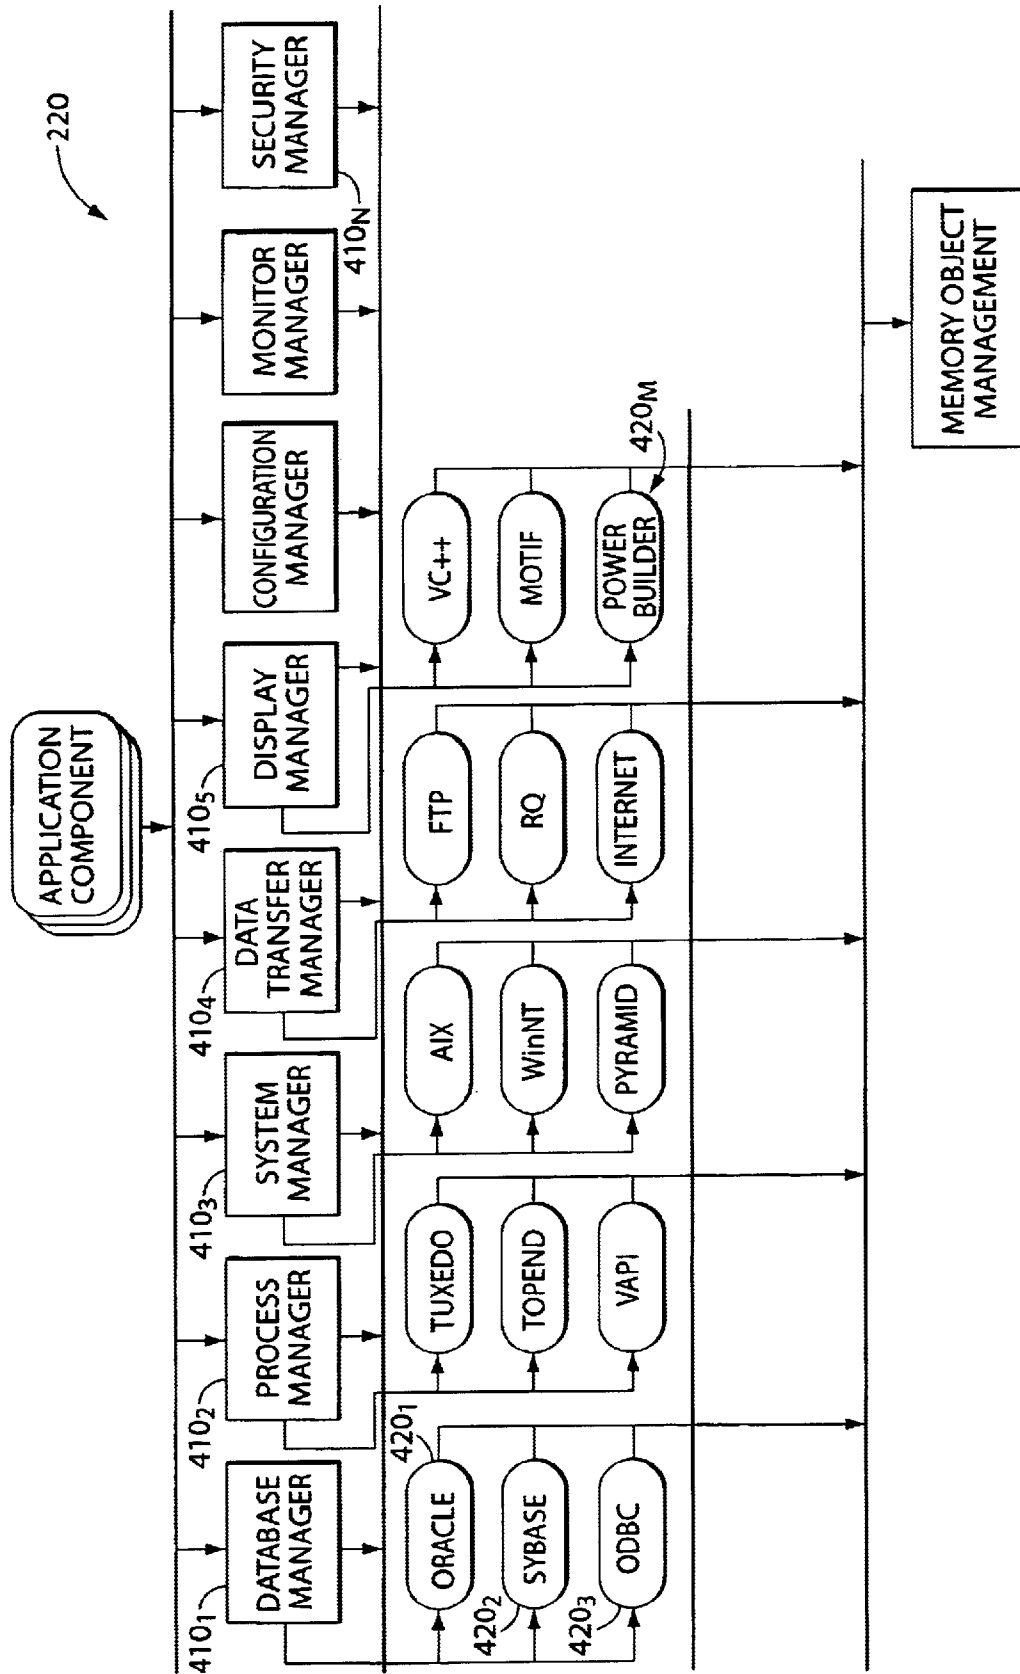 220
APPLICATION
COMPONENT
410₁
DATABASE
MANAGER
410₂
PROCESS
MANAGER
410₃
SYSTEM
MANAGER
410₄
DATA
TRANSFER
MANAGER
410₅
DISPLAY
MANAGER
CONFIGURATION
MANAGER
MONITOR
MANAGER
SECURITY
MANAGER
410N
ORACLE
420₁
TUXEDO
AIX
FTP
VC++
420₂
SYBASE
TOPEND
WinNT
RQ
MOTIF
420₃
ODBC
VAPI
PYRAMID
INTERNET
POWER
BUILDER
420M
MEMORY OBJECT
MANAGEMENT